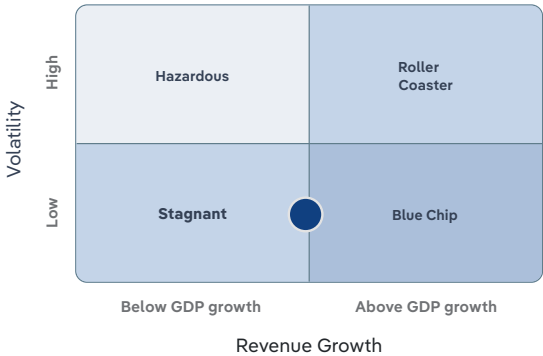 Volatility
High
Low
Hazardous
Roller
Coaster
Stagnant
Blue Chip
Below GDP growth
Above GDP growth
Revenue Growth